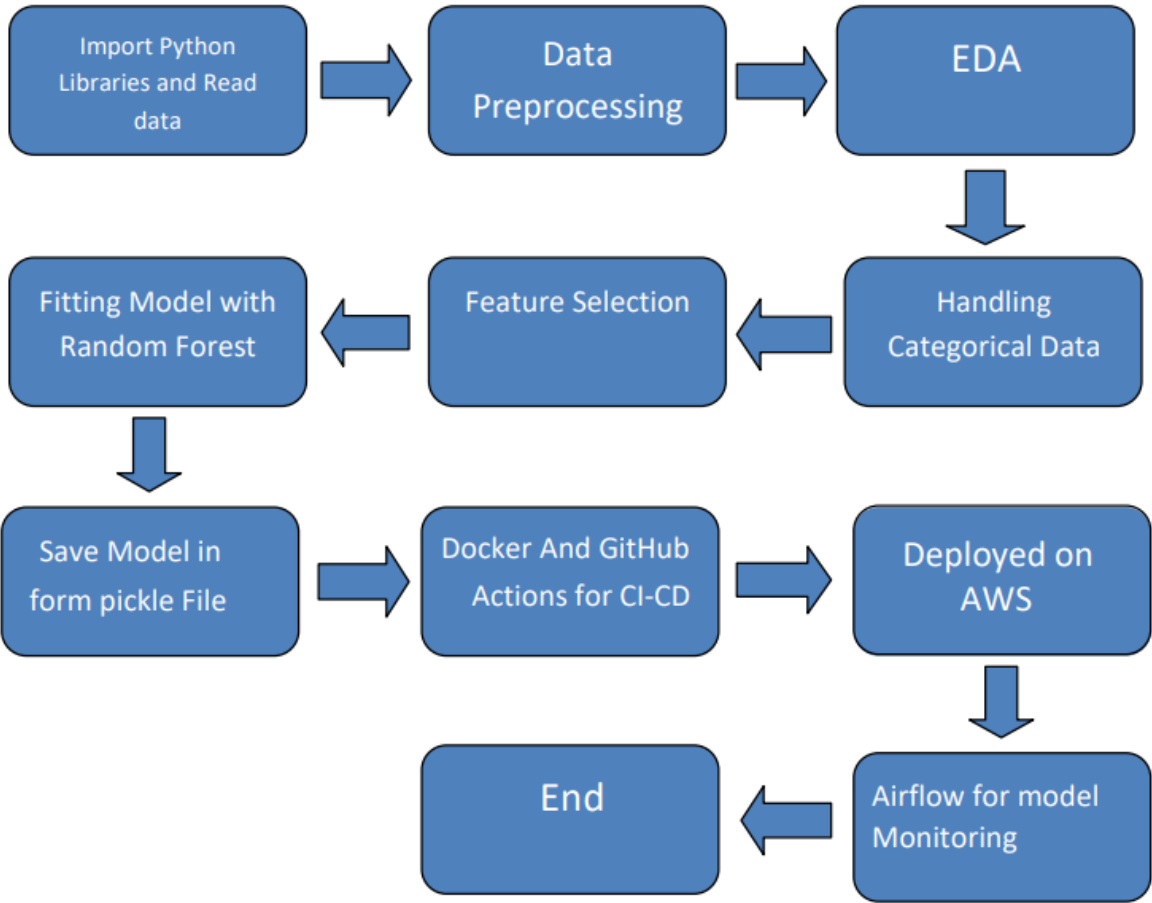 Import Python
Libraries and Read
data
Data
Preprocessing
EDA
Handling
Categorical Data
Feature Selection
Fitting Model with
Random Forest
Save Model in
form pickle File
Docker And GitHub
Actions for CI-CD
Deployed on
AWS
Airflow for model
Monitoring
End